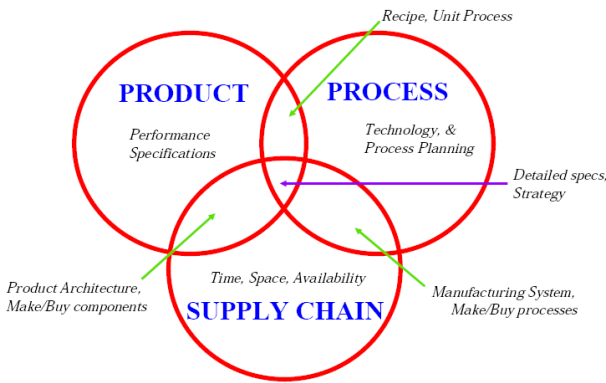 Recipe, Unit Process
PRODUCT
PROCESS
Performance
Specifications
Technology, &
Process Planning
Detailed specs,
Strategy
Product Architecture,
Make/Buy components
Time, Space, Availability
SUPPLY CHAIN
Manufacturing System,
Make/Buy processes